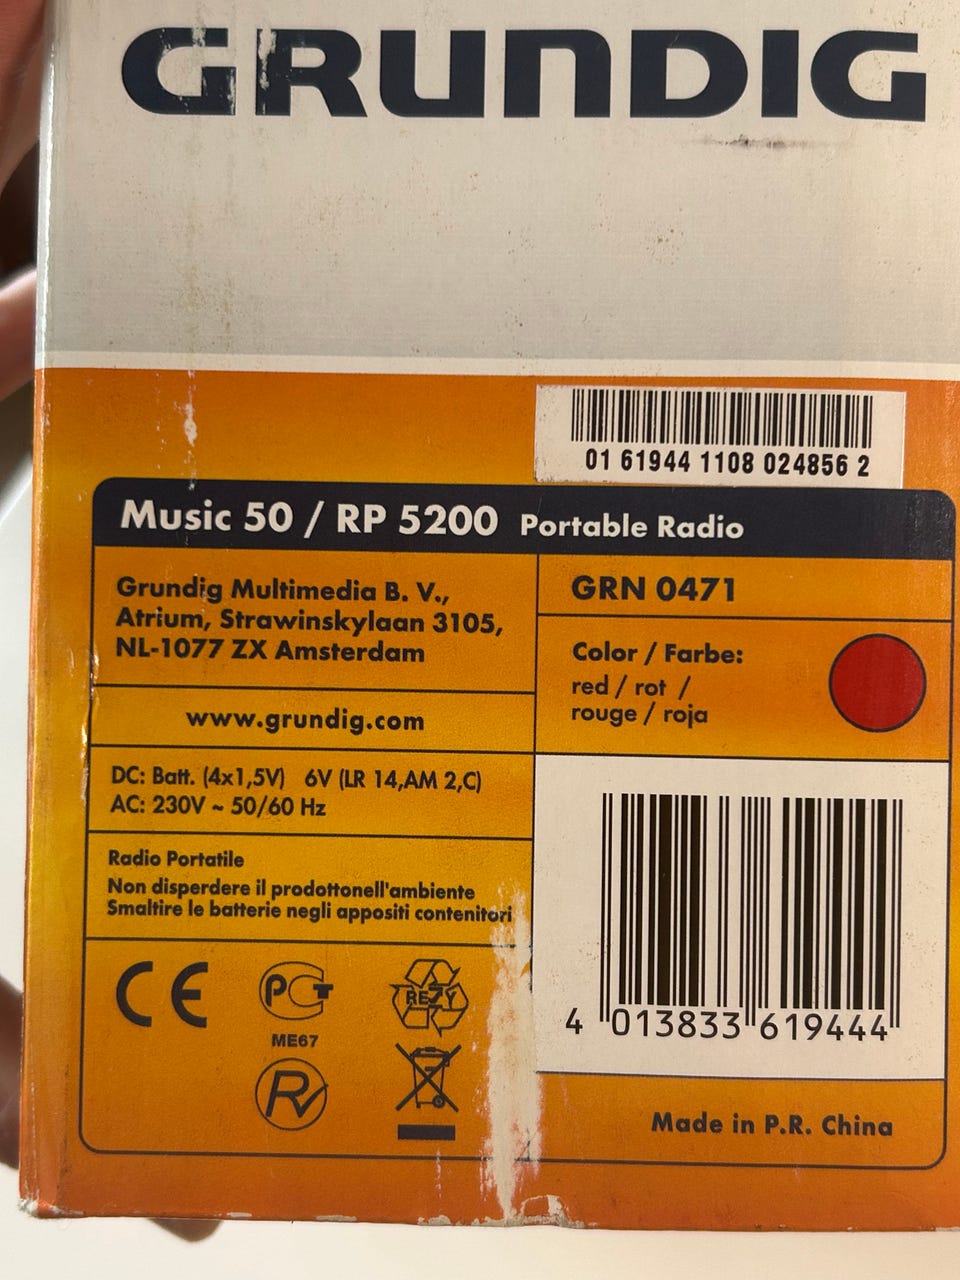 GRUNDIG
01 61944 1108 024856 2
Music 50 / RP 5200 Portable Radio
Grundig Multimedia B. V.,
Atrium, Strawinskylaan 3105,
NL-1077 ZX Amsterdam
www.grundig.com
DC: Batt. (4x1,5V) 6V (LR 14,AM 2,C)
AC: 230V ~ 50/60 Hz
Radio Portatile
Non disperdere il prodottonell'ambiente
Smaltire le batterie negli appositi contenitori
GRN 0471
Color / Farbe:
red / rot /
rouge / roja
CE
PCT
ME67
RESY
R
4 013833 619444
Made in P.R. China